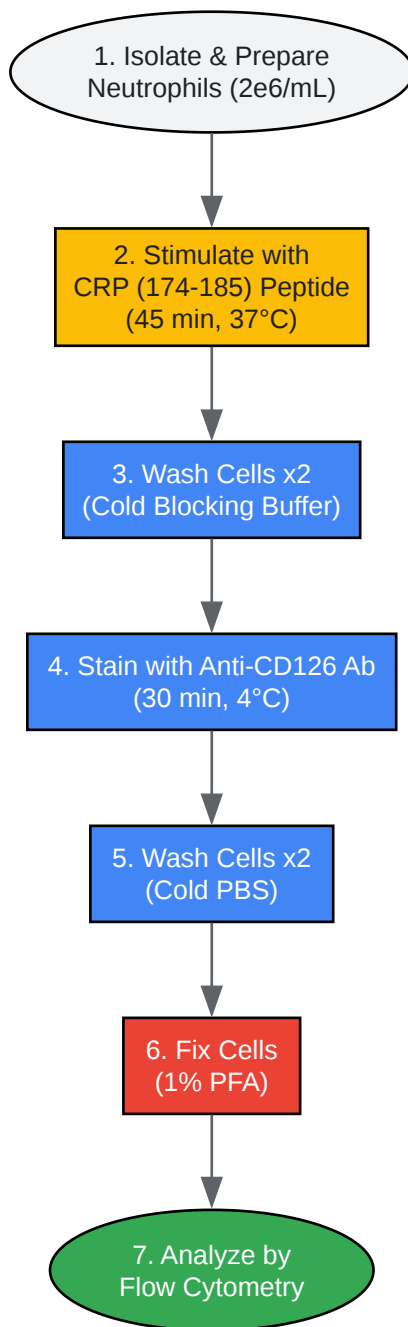 1. Isolate & Prepare
Neutrophils (2e6/mL)
2. Stimulate with
CRP (174-185) Peptide
(45 min, 37°C)
3. Wash Cells x2
(Cold Blocking Buffer)
4. Stain with Anti-CD126 Ab
(30 min, 4°C)
5. Wash Cells x2
(Cold PBS)
6. Fix Cells
(1% PFA)
7. Analyze by
Flow Cytometry